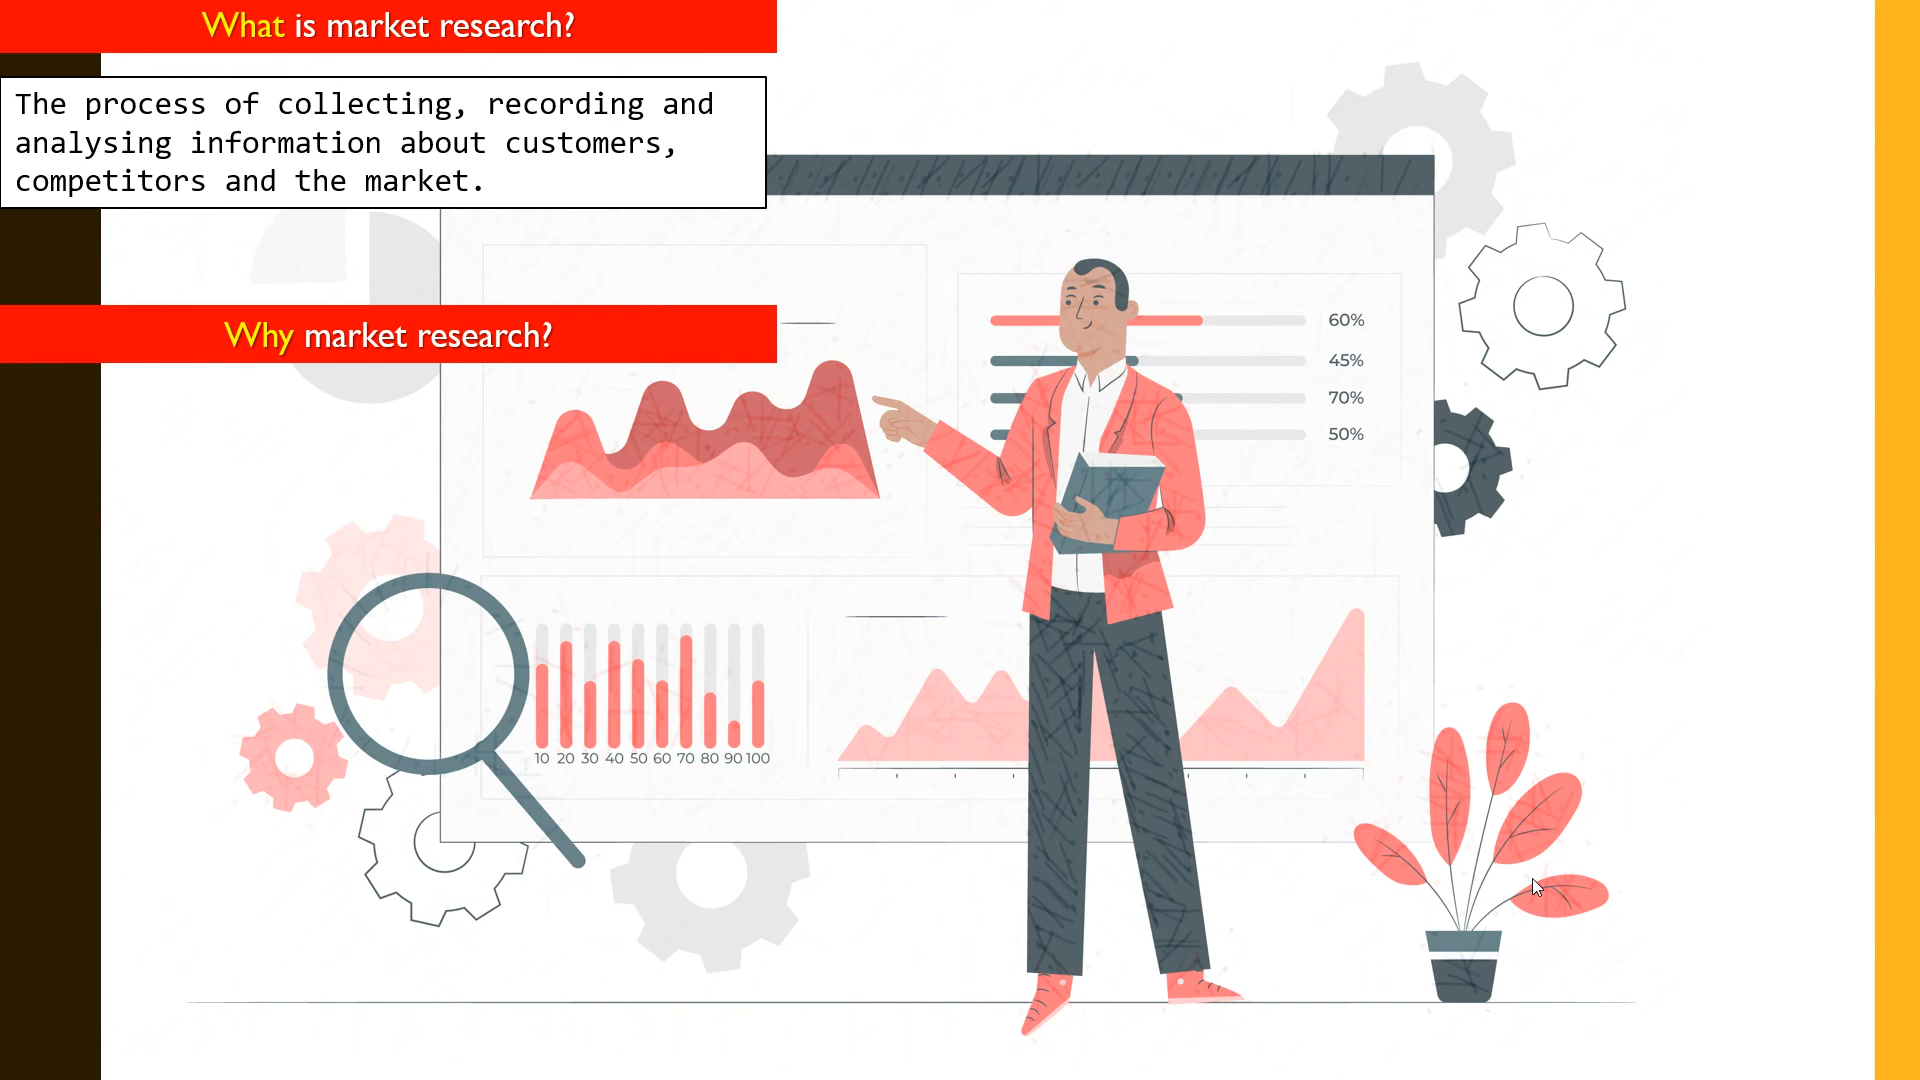 What is market research?
The process of collecting, recording and
analysing information about customers,
competitors and the market.
Why market research?
60%
45%
70%
50%
10 20 30 40 50 60 70 80 90 100